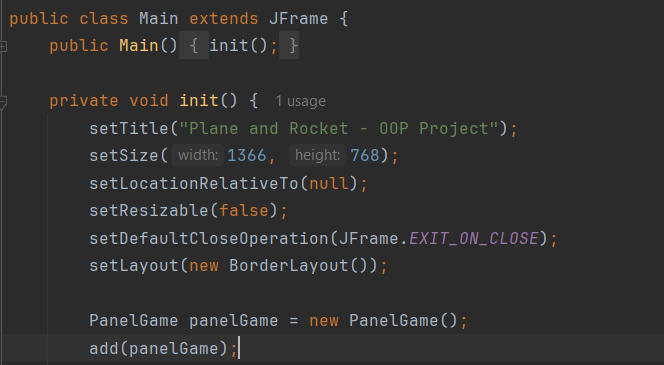 public class Main extends JFrame {
public Main() { init(); }
private void init() { 1 usage
setTitle("Plane and Rocket - OOP Project");
setSize( width: 1366, height: 768);
setLocationRelativeTo(null);
setResizable(false);
setDefaultCloseOperation(JFrame.EXIT_ON_CLOSE);
setLayout(new BorderLayout());
PanelGame panelGame = new PanelGame();
add(panelGame);